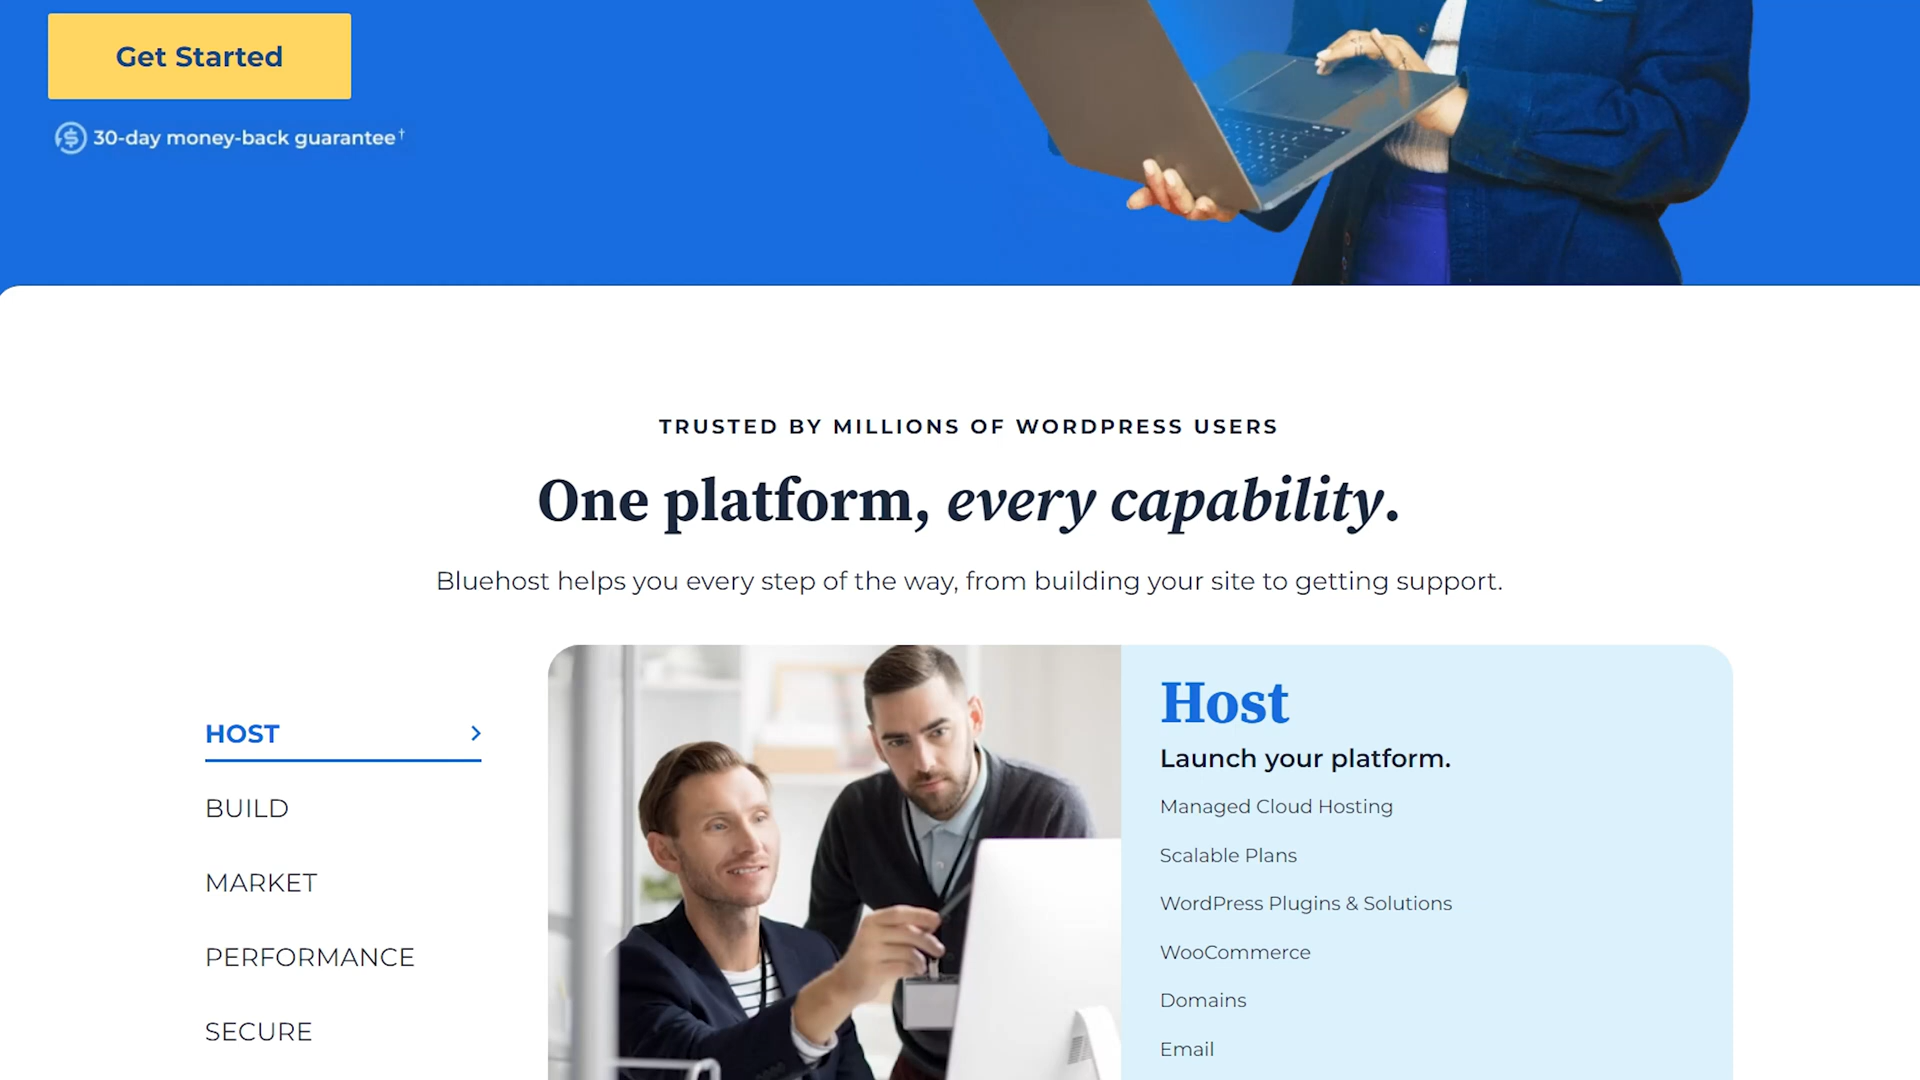 Get Started
30-day money-back guarantee†
TRUSTED BY MILLIONS OF WORDPRESS USERS
One platform, every capability.
Bluehost helps you every step of the way, from building your site to getting support.
HOST
BUILD
MARKET
PERFORMANCE
SECURE
Host
Launch your platform.
Managed Cloud Hosting
Scalable Plans
WordPress Plugins & Solutions
WooCommerce
Domains
Email